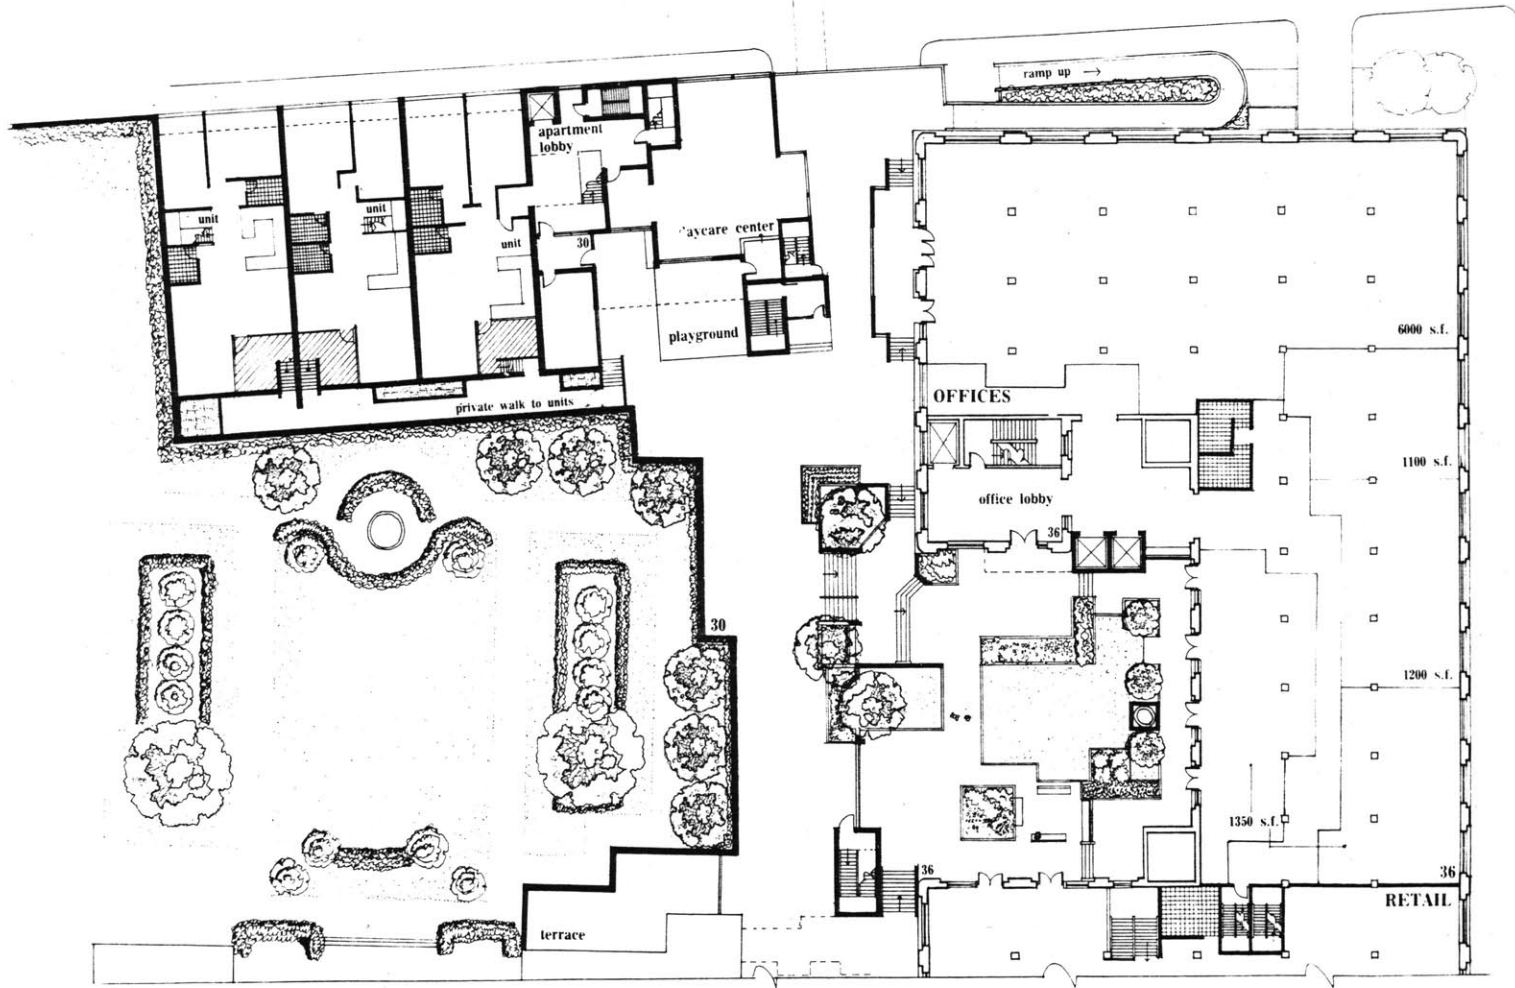 ramp up →
apartment
lobby
unit
unit
unit
30
'aycare center
playground
6000 s.f.
private walk to units
OFFICES
1100 s.f.
office lobby
36
30
1200 s.f.
1350 s.f.
36
36
RETAIL
terrace